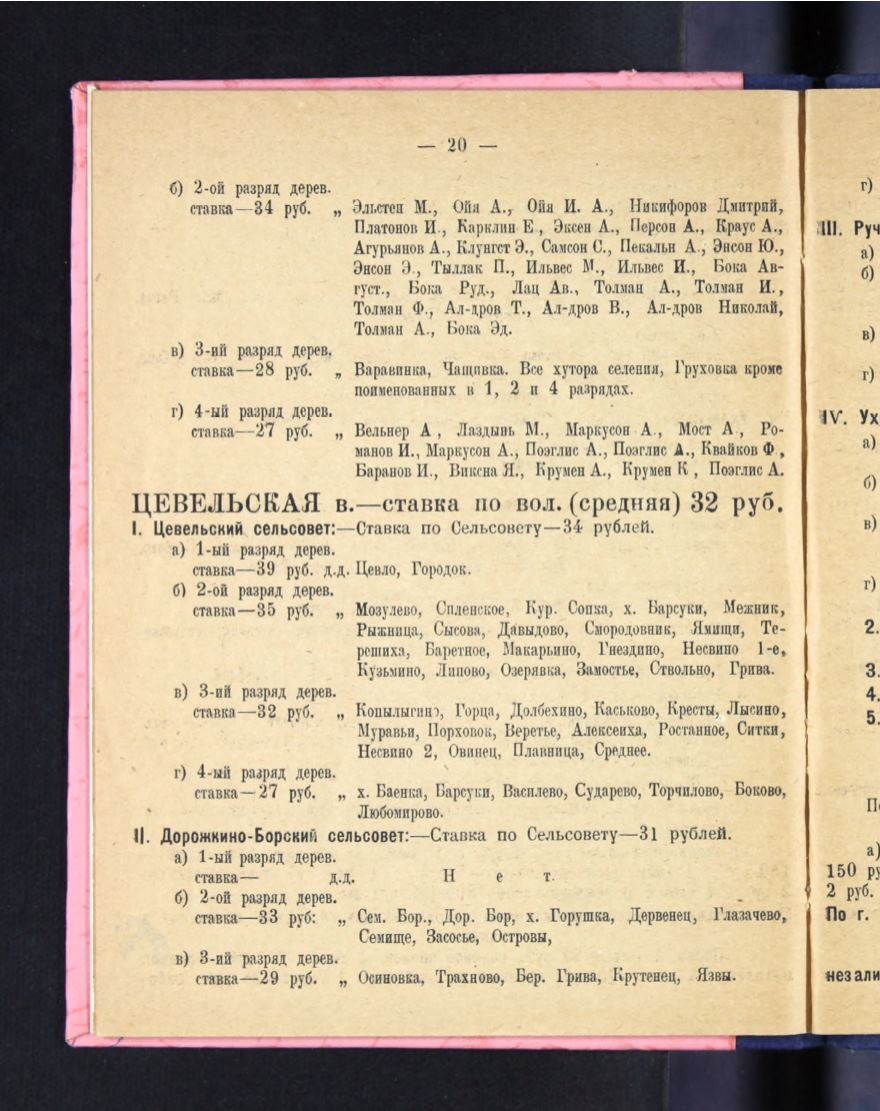 — 20 —
б) 2-ой разряд дерев.
ставка—34 руб. „ Эльстен М., Ойя А., Ойя И. А., Никифоров Дмитрий,
Платонов И., Карклин Е., Эксен А., Персон А., Краус А.,
Агурьянов А., Клунгст Э., Самсон С., Пекальн А., Энсон Ю.,
Энсон Э., Тыллак П., Ильвес М., Ильвес И., Бока Ав-
густ., Бока Руд., Лац Ав., Толман А., Толман И.,
Толман Ф., Ал-дров Т., Ал-дров В., Ал-дров Николай,
Толман А., Бока Эд.
в) 3-ий разряд дерев.
ставка—28 руб. „ Варавинка, Чащивка. Все хутора селения, Груховка кроме
поименованных в 1, 2 и 4 разрядах.
г) 4-ый разряд дерев.
ставка—27 руб. „ Вельнер А., Лаздынь М., Маркусон А., Мост А., Ро-
манов И., Маркусон А., Поэглис А., Поэглис А., Квайков Ф.,
Баранов И., Виксна Я., Крумен А., Крумен К., Поэглис А.
ЦЕВЕЛЬСКАЯ в.—ставка по вол. (средняя) 32 руб.
I. Цевельский сельсовет:—Ставка по Сельсовету—34 рублей.
а) 1-ый разряд дерев.
ставка—39 руб. д.д. Цевло, Городок.
б) 2-ой разряд дерев.
ставка—35 руб. „ Мозулево, Спленское, Кур. Сопка, х. Барсуки, Межник,
Рыжница, Сысова, Давыдово, Смородовник, Ямищи, Те-
решиха, Баретное, Макарьино, Гнездино, Несвино 1-е,
Кузьмино, Липово, Озерявка, Замостье, Ствольно, Грива.
в) 3-ий разряд дерев.
ставка—32 руб. „ Копылыгино, Горца, Долбехино, Каськово, Кресты, Лысино,
Муравьи, Порховок, Веретье, Алексеиха, Ростанное, Ситки,
Несвино 2, Овинец, Плавница, Среднее.
г) 4-ый разряд дерев.
ставка—27 руб. „ х. Баенка, Барсуки, Василево, Сударево, Торчилово, Боково,
Любомирово.
II. Дорожкино-Борский сельсовет:—Ставка по Сельсовету—31 рублей.
а) 1-ый разряд дерев.
ставка— д.д. Н е т.
б) 2-ой разряд дерев.
ставка—33 руб: „ Сем. Бор., Дор. Бор, х. Горушка, Дервенец, Глазачево,
Семище, Засосье, Островы,
в) 3-ий разряд дерев.
ставка—29 руб. „ Осиновка, Трахново, Бер. Грива, Крутенец, Язвы.
г)
III. Руч
а)
б)
в)
г)
IV. Ух
а)
б)
в)
г)
2.
3.
4.
5.
а)
150 ру
2 руб.
По г.
незали